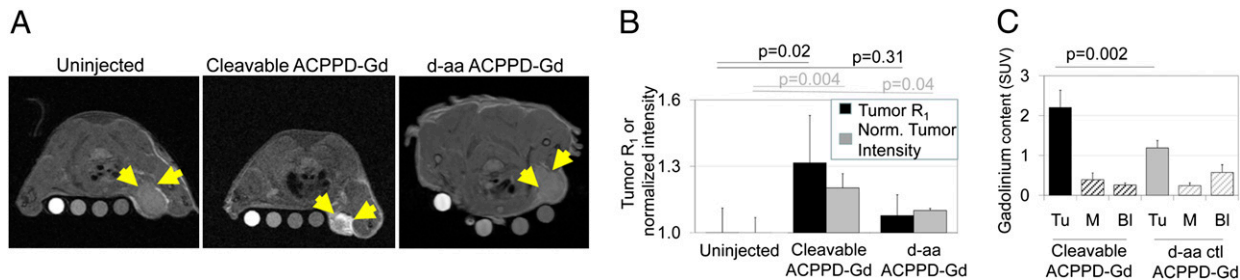 A
Uninjected
Cleavable ACPPD-Gd
d-aa ACPPD-Gd
B
p=0.02
p=0.31
p=0.004
p=0.04
Tumor R1 or
normalized intensity
1.6
1.3
1.0
Tumor R1
Norm. Tumor
Intensity
Uninjected
Cleavable
ACPPD-Gd
d-aa ACPPD-Gd
C
p=0.002
Gadolinium content (SUV)
3
2
1
0
Tu M Bl Tu M Bl
Cleavable
ACPPD-Gd
d-aa ctl
ACPPD-Gd